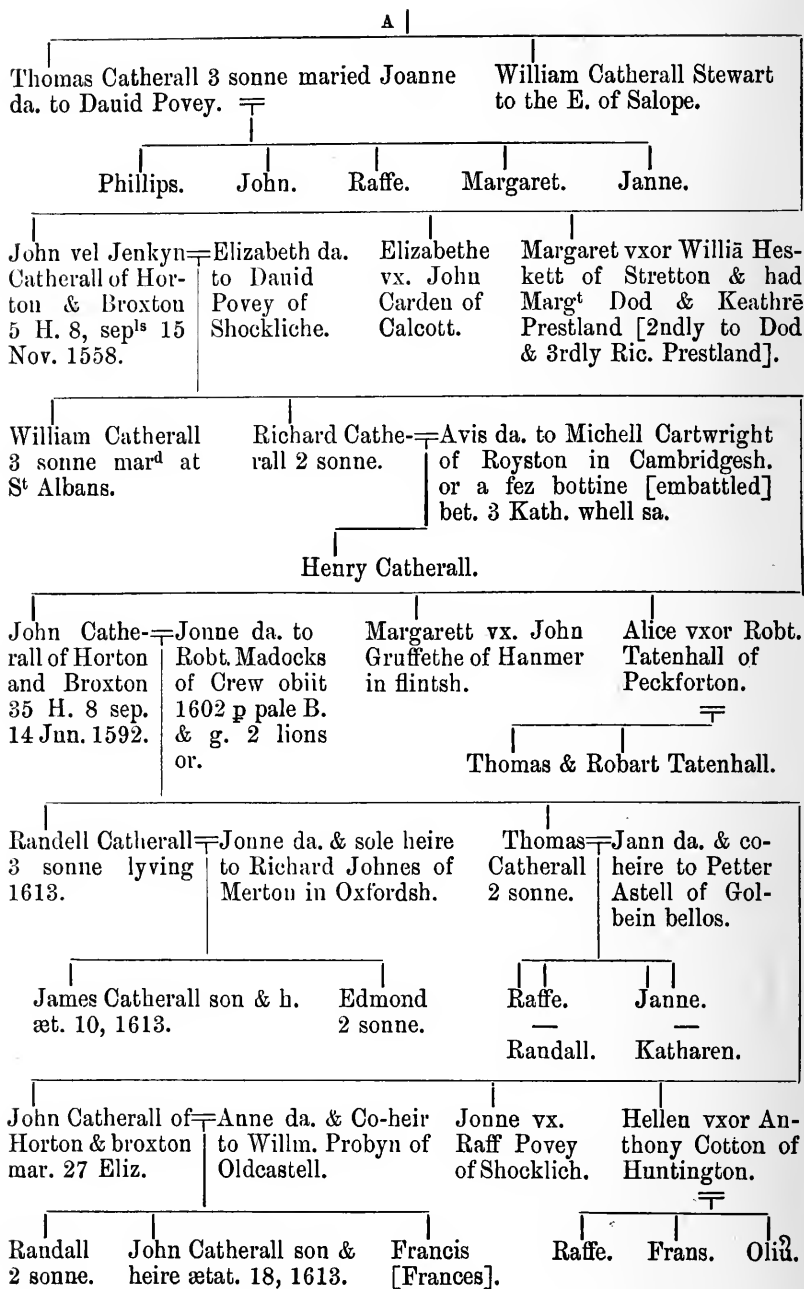 A
Thomas Catherall 3 sonne maried Joanne
da. to Dauid Povey.
William Catherall Stewart
to the E. of Salope.
Phillips. John. Raffe. Margaret. Janne.
John vel Jenkyn
Catherall of Hor-
ton & Broxton
5 H. 8, sepˡˢ 15
Nov. 1558.
Elizabeth da.
to Dauid
Povey of
Shockliche.
Elizabethe
vx. John
Carden of
Calcott.
Margaret vxor Williā Hes-
kett of Stretton & had
Margᵗ Dod & Keathrē
Prestland [2ndly to Dod
& 3rdly Ric. Prestland].
William Catherall
3 sonne marᵈ at
Sᵗ Albans.
Richard Cathe-
rall 2 sonne.
Avis da. to Michell Cartwright
of Royston in Cambridgesh.
or a fez bottine [embattled]
bet. 3 Kath. whell sa.
Henry Catherall.
John Cathe-
rall of Horton
and Broxton
35 H. 8 sep.
14 Jun. 1592.
Jonne da. to
Robt. Madocks
of Crew obiit
1602 p pale B.
& g. 2 lions
or.
Margarett vx. John
Gruffethe of Hanmer
in flintsh.
Alice vxor Robt.
Tatenhall of
Peckforton.
Thomas & Robart Tatenhall.
Randell Catherall
3 sonne lyving
1613.
Jonne da. & sole heire
to Richard Johnes of
Merton in Oxfordsh.
Thomas
Catherall
2 sonne.
Jann da. & co-
heire to Petter
Astell of Gol-
bein bellos.
James Catherall son & h.
æt. 10, 1613.
Edmond
2 sonne.
Raffe.
—
Randall.
Janne.
—
Katharen.
John Catherall of
Horton & broxton
mar. 27 Eliz.
Anne da. & Co-heir
to Willm. Probyn of
Oldcastell.
Jonne vx.
Raff Povey
of Shocklich.
Hellen vxor An-
thony Cotton of
Huntington.
Randall
2 sonne.
John Catherall son &
heire ætat. 18, 1613.
Francis
[Frances].
Raffe. Frans.